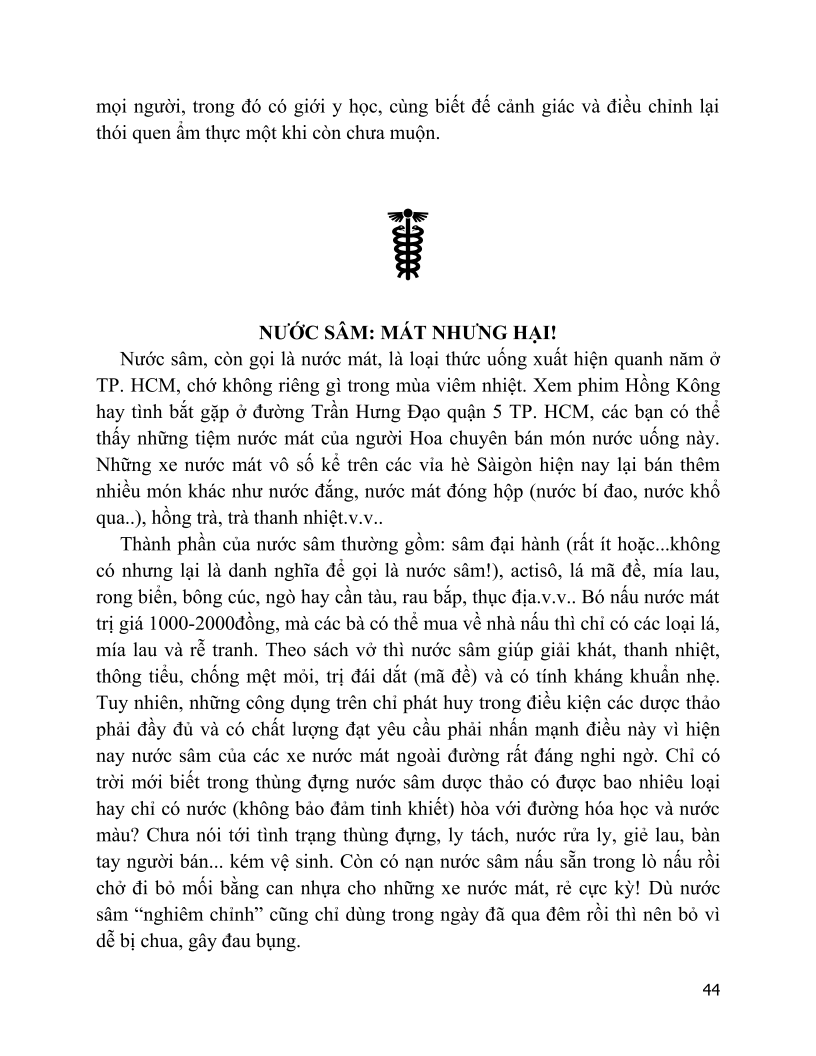 mọi người, trong đó có giới y học, cùng biết đế cảnh giác và điều chỉnh lại
thói quen ẩm thực một khi còn chưa muộn.
NƯỚC SÂM: MÁT NHƯNG HẠI!
Nước sâm, còn gọi là nước mát, là loại thức uống xuất hiện quanh năm ở
TP. HCM, chớ không riêng gì trong mùa viêm nhiệt. Xem phim Hồng Kông
hay tình bắt gặp ở đường Trần Hưng Đạo quận 5 TP. HCM, các bạn có thể
thấy những tiệm nước mát của người Hoa chuyên bán món nước uống này.
Những xe nước mát vô số kể trên các vỉa hè Sàigòn hiện nay lại bán thêm
nhiều món khác như nước đắng, nước mát đóng hộp (nước bí đao, nước khổ
qua..), hồng trà, trà thanh nhiệt.v.v..
Thành phần của nước sâm thường gồm: sâm đại hành (rất ít hoặc...không
có nhưng lại là danh nghĩa để gọi là nước sâm!), actisô, lá mã đề, mía lau,
rong biển, bông cúc, ngò hay cần tàu, rau bắp, thục địa.v.v.. Bó nấu nước mát
trị giá 1000-2000đồng, mà các bà có thể mua về nhà nấu thì chỉ có các loại lá,
mía lau và rễ tranh. Theo sách vở thì nước sâm giúp giải khát, thanh nhiệt,
thông tiểu, chống mệt mỏi, trị đái dắt (mã đề) và có tính kháng khuẩn nhẹ.
Tuy nhiên, những công dụng trên chỉ phát huy trong điều kiện các dược thảo
phải đầy đủ và có chất lượng đạt yêu cầu phải nhấn mạnh điều này vì hiện
nay nước sâm của các xe nước mát ngoài đường rất đáng nghi ngờ. Chỉ có
trời mới biết trong thùng đựng nước sâm dược thảo có được bao nhiêu loại
hay chỉ có nước (không bảo đảm tinh khiết) hòa với đường hóa học và nước
màu? Chưa nói tới tình trạng thùng đựng, ly tách, nước rửa ly, giẻ lau, bàn
tay người bán... kém vệ sinh. Còn có nạn nước sâm nấu sẵn trong lò nấu rồi
chở đi bỏ mối bằng can nhựa cho những xe nước mát, rẻ cực kỳ! Dù nước
sâm “nghiêm chỉnh” cũng chỉ dùng trong ngày đã qua đêm rồi thì nên bỏ vì
dễ bị chua, gây đau bụng.
44